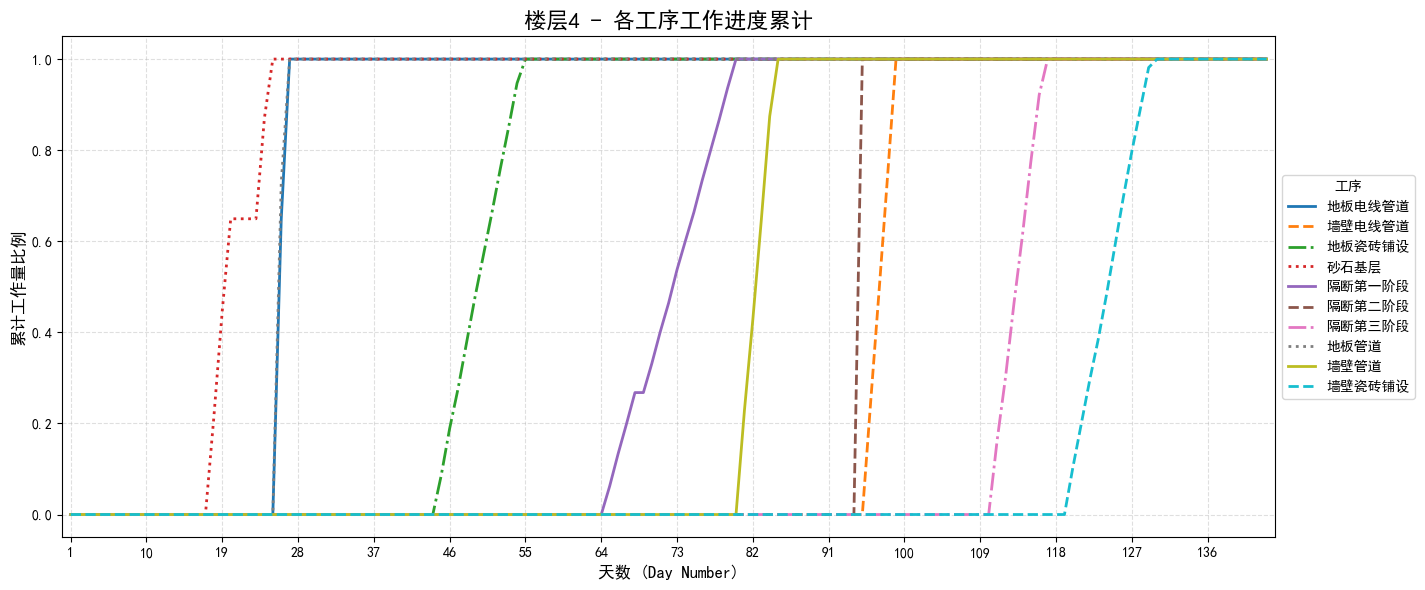 楼层4 - 各工序工作进度累计
累计工作量比例
1.0
0.8
0.6
0.4
0.2
0.0
1 10 19 28 37 46 55 64 73 82 91 100 109 118 127 136
天数 (Day Number)
工序
地板电线管道
墙壁电线管道
地板瓷砖铺设
砂石基层
隔断第一阶段
隔断第二阶段
隔断第三阶段
地板管道
墙壁管道
墙壁瓷砖铺设